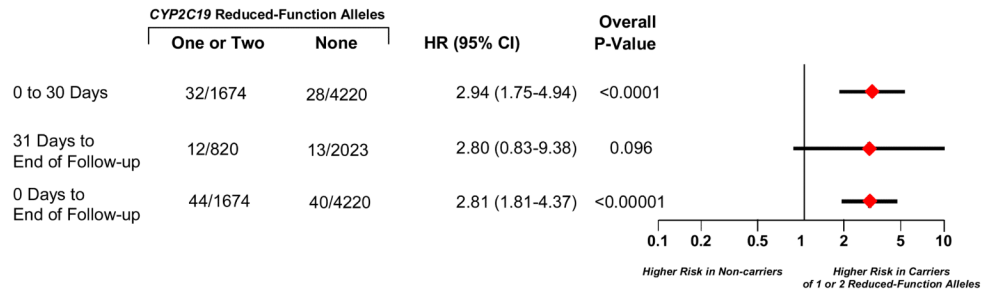 CYP2C19 Reduced-Function Alleles
One or Two None HR (95% CI) Overall P-Value
0 to 30 Days 32/1674 28/4220 2.94 (1.75-4.94) <0.0001
31 Days to
End of Follow-up 12/820 13/2023 2.80 (0.83-9.38) 0.096
0 Days to
End of Follow-up 44/1674 40/4220 2.81 (1.81-4.37) <0.00001
0.1 0.2 0.5 1 2 5 10
Higher Risk in Non-carriers
Higher Risk in Carriers
of 1 or 2 Reduced-Function Alleles